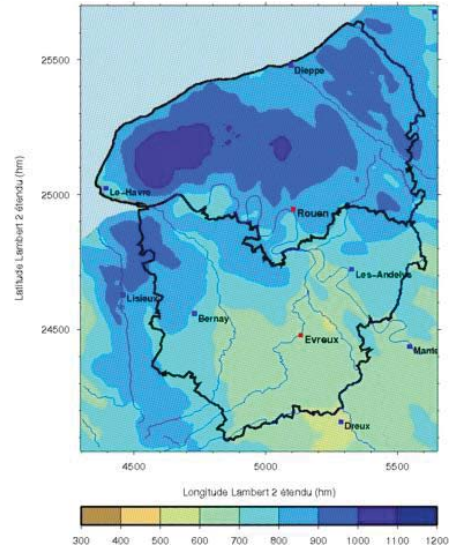 Latitude Lambert 2 étendu (hm)
25500
25000
24500
Dieppe
Le-Havre
Rouen
Les-Andelys
Lisieux
Bernay
Evreux
Mante
Dreux
4500 5000 5500
Longitude Lambert 2 étendu (hm)
300 400 500 600 700 800 900 1000 1100 1200